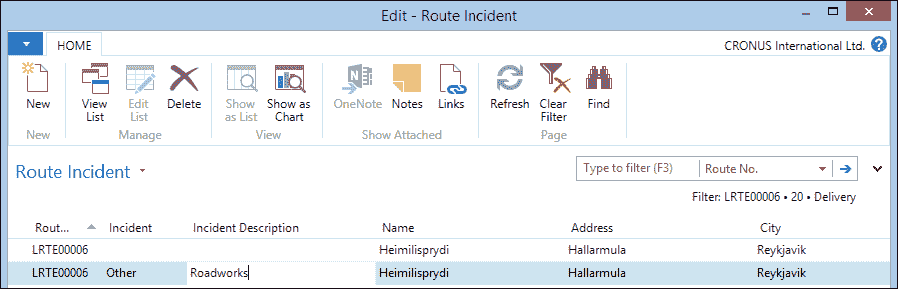 Edit - Route Incident
HOME
CRONUS International Ltd. ?
New
View List
Edit List
Delete
Show as List
Show as Chart
OneNote
Notes
Links
Refresh
Clear Filter
Find
New
Manage
View
Show Attached
Page
Route Incident
Type to filter (F3)
Route No.
Filter: LRTE00006 • 20 • Delivery
Rout... Incident Incident Description Name Address City
LRTE00006 Heimilisprydi Hallarmula Reykjavik
LRTE00006 Other Roadworks Heimilisprydi Hallarmula Reykjavik